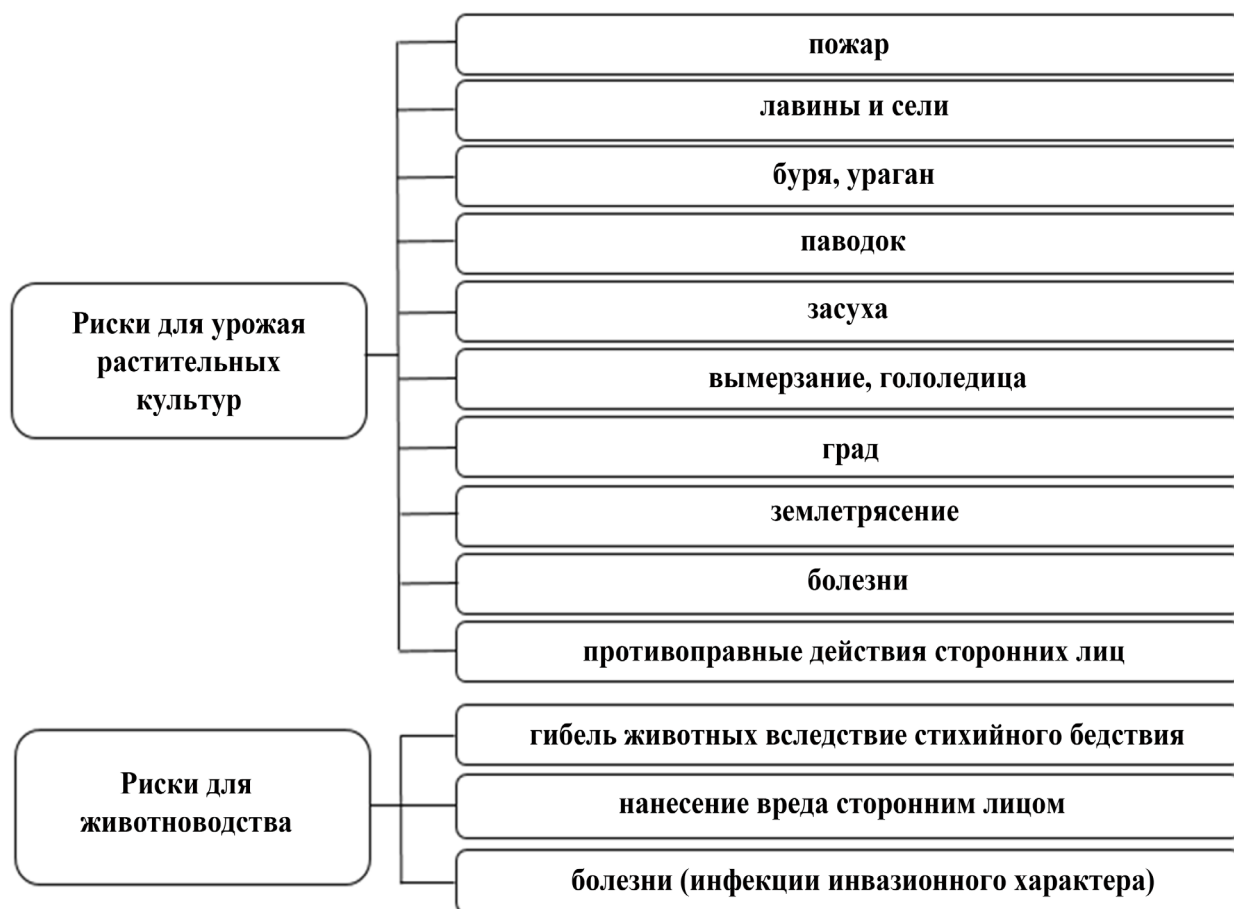 Риски для урожая
растительных
культур
пожар
лавины и сели
буря, ураган
паводок
засуха
вымерзание, гололедица
град
землетрясение
болезни
противоправные действия сторонних лиц
Риски для
животноводства
гибель животных вследствие стихийного бедствия
нанесение вреда сторонним лицом
болезни (инфекции инвазионного характера)